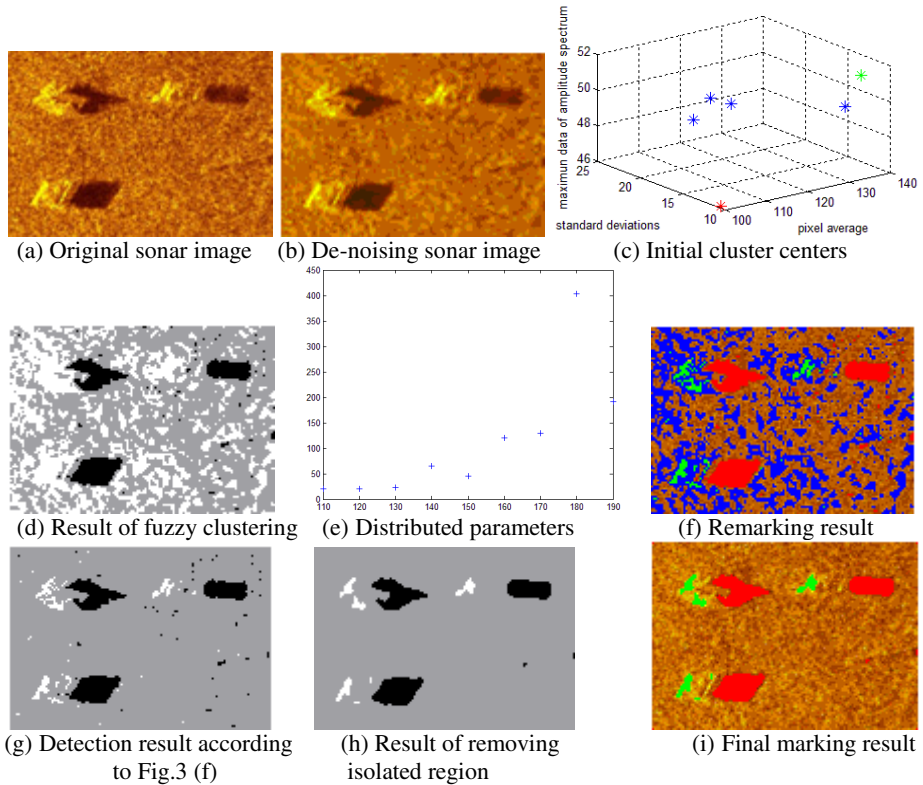 maximun data of amplitude spectrum
52
50
48
46
25
20
15
10
100
110
120
130
140
standard deviations
pixel average
(a) Original sonar image
(b) De-noising sonar image
(c) Initial cluster centers
450
400
350
300
250
200
150
100
50
0
110 120 130 140 150 160 170 180 190
(d) Result of fuzzy clustering
(e) Distributed parameters
(f) Remarking result
(g) Detection result according
to Fig.3 (f)
(h) Result of removing
isolated region
(i) Final marking result